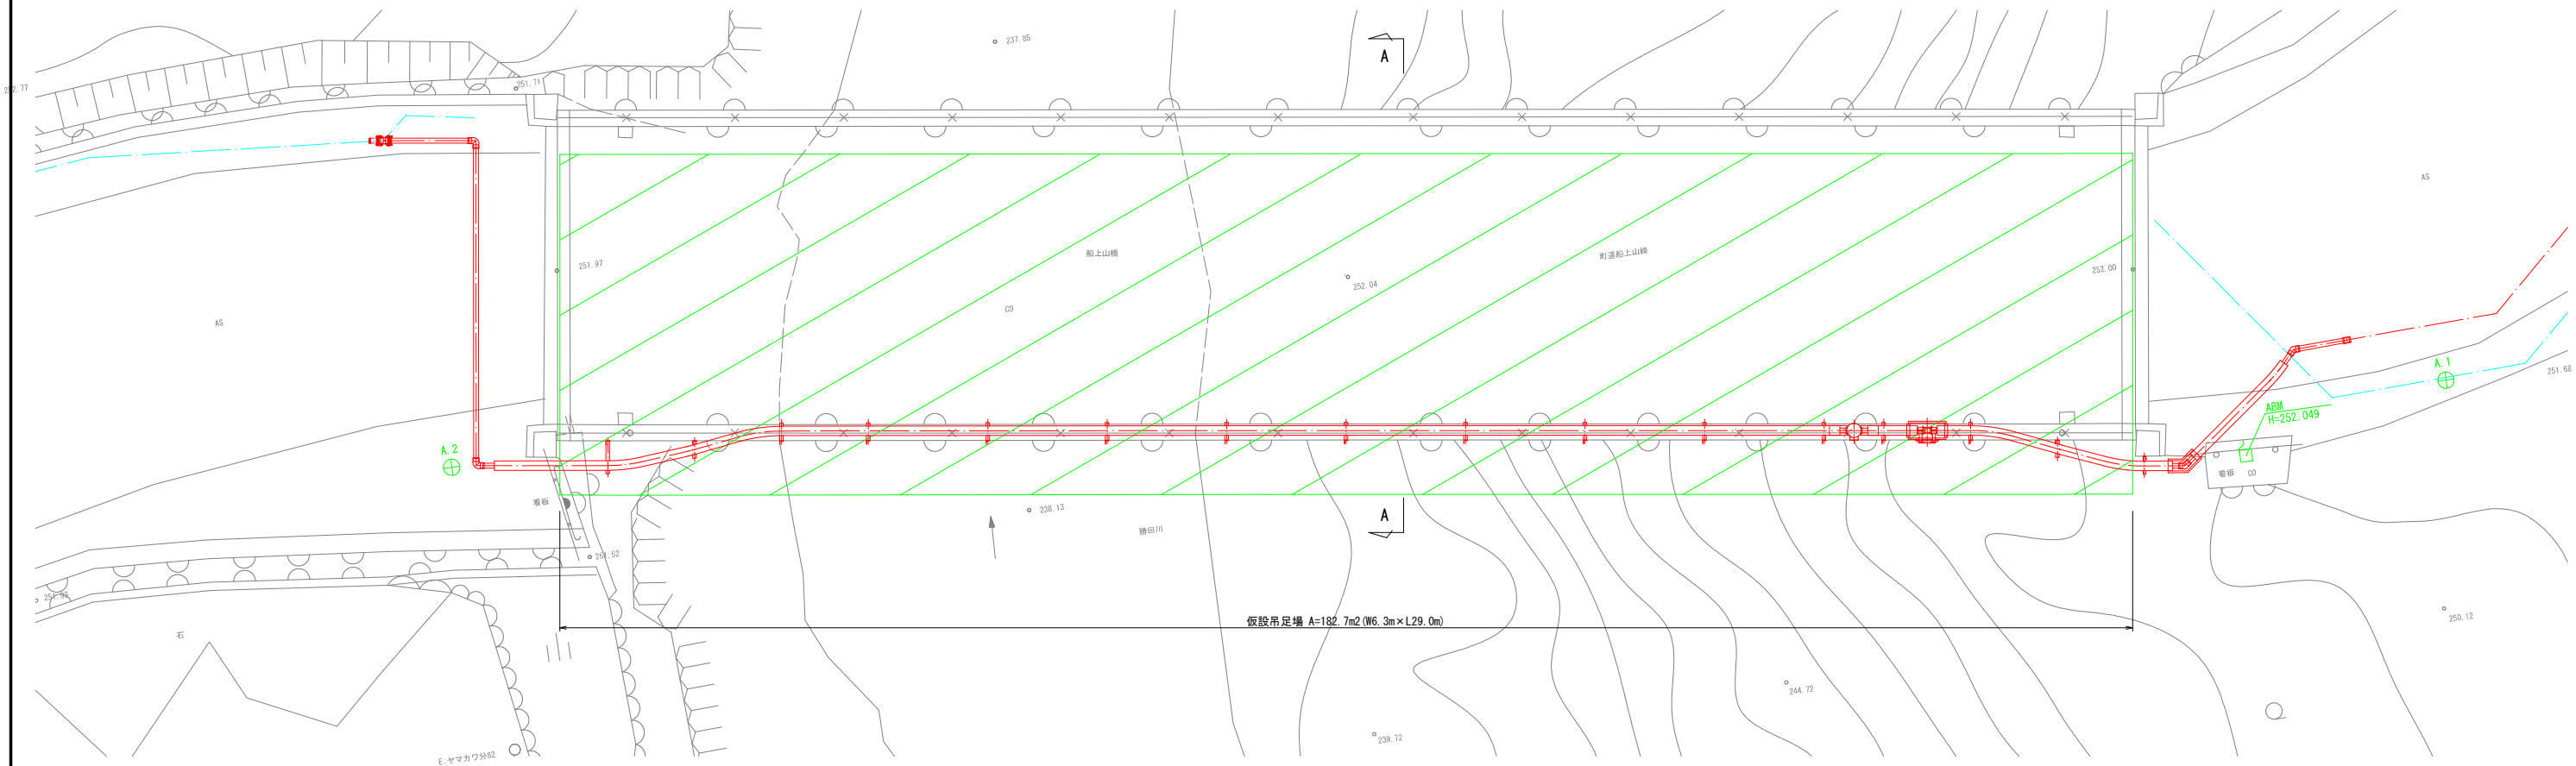 237.85
A
252.77
251.71
AS
船上山橋
町道船上山線
251.97
252.04
252.00
CO
AS
A.1
251.68
ABM
H=252.049
A.2
看板
看板 CO
238.13
勝田川
A
251.52
251.93
仮設吊足場 A=182.7m2(W6.3m×L29.0m)
250.12
石
244.72
239.72
E:ヤマカワ分82